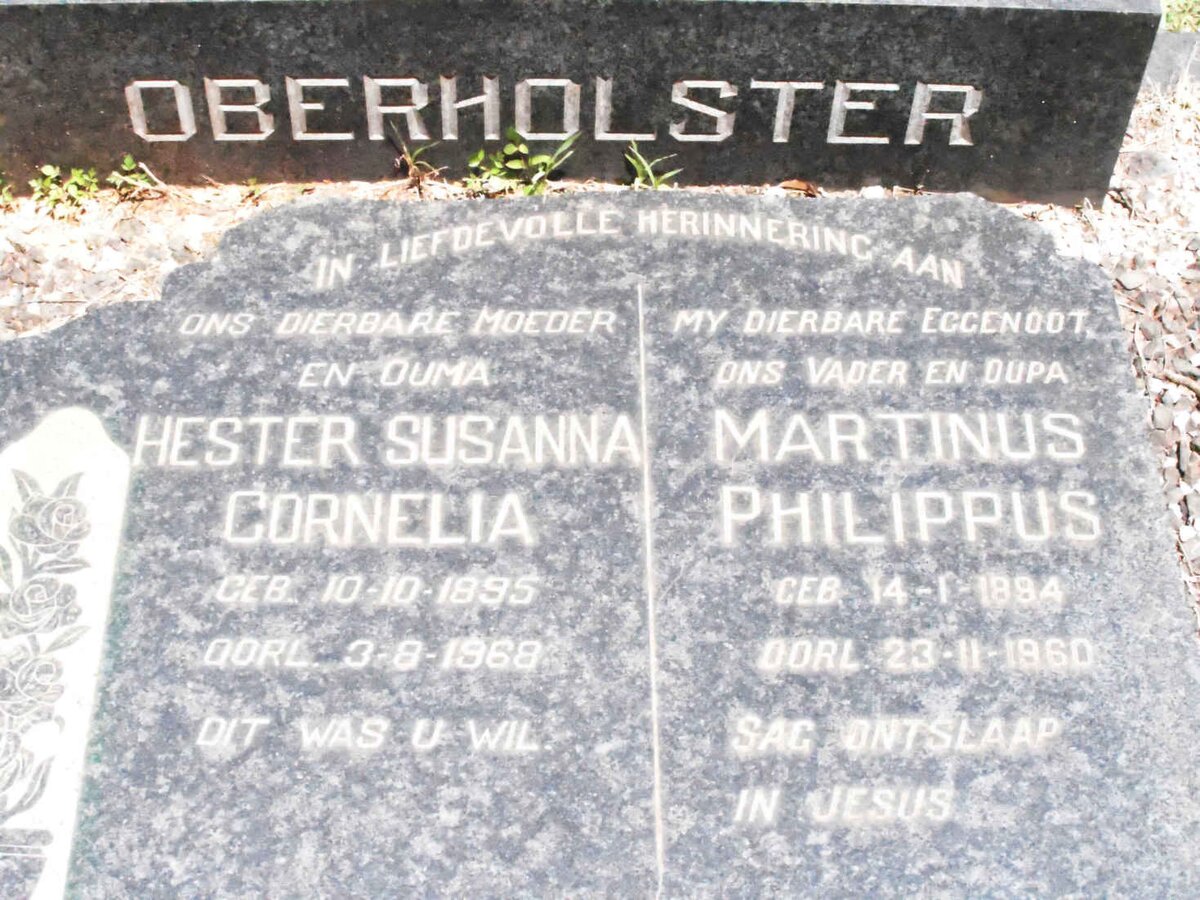 OBERHOLSTER
IN LIEFDEVOLLE HERINNERING AAN
ONS DIERBARE MOEDER
EN OUMA
HESTER SUSANNA
CORNELIA
GEB. 10-10-1895
OORL. 3-8-1968
DIT WAS U WIL.
MY DIERBARE EGGENOOT,
ONS VADER EN OUPA
MARTINUS
PHILIPPUS
GEB. 14-1-1894
OORL. 23-11-1960
SAG ONTSLAAP
IN JESUS